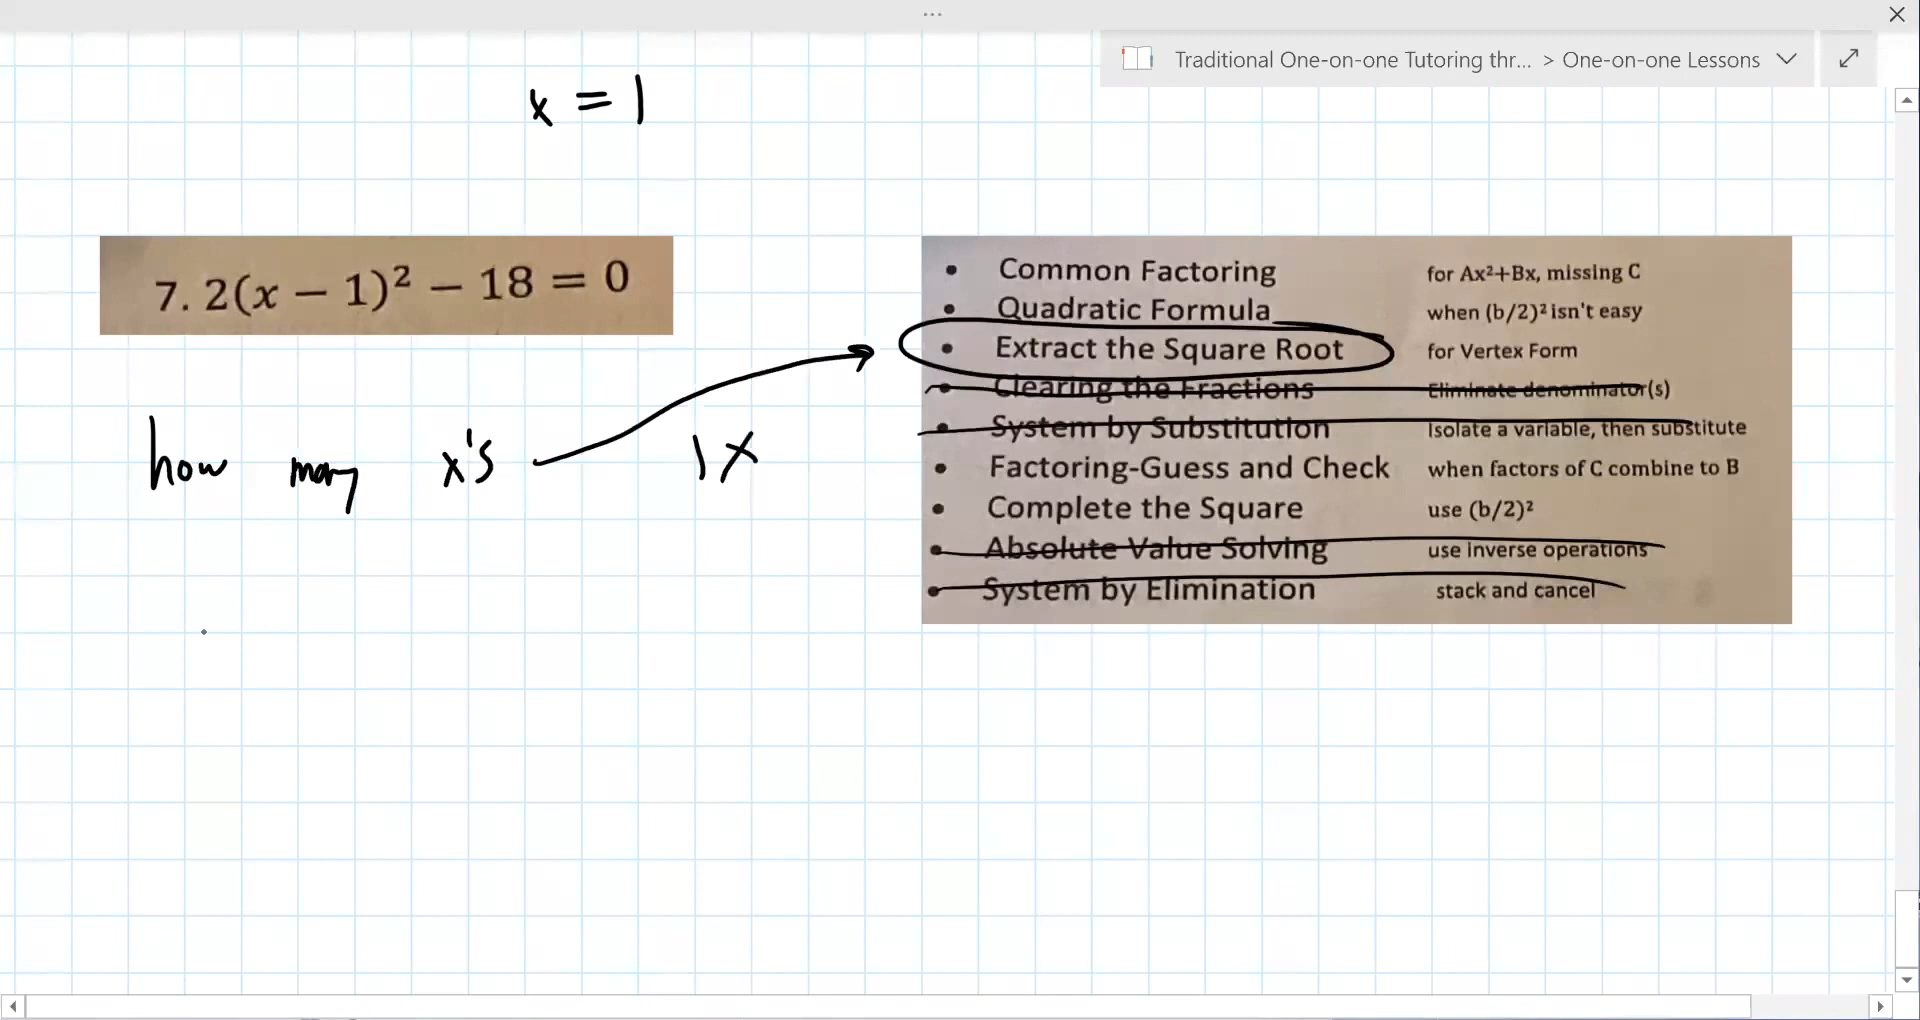 ...
Traditional One-on-one Tutoring thr... > One-on-one Lessons
x = 1
7. 2(x − 1)² − 18 = 0
how many x's 1x
• Common Factoring for Ax²+Bx, missing C
• Quadratic Formula when (b/2)² isn't easy
• Extract the Square Root for Vertex Form
• Clearing the Fractions Eliminate denominator(s)
• System by Substitution Isolate a variable, then substitute
• Factoring-Guess and Check when factors of C combine to B
• Complete the Square use (b/2)²
• Absolute Value Solving use inverse operations
• System by Elimination stack and cancel